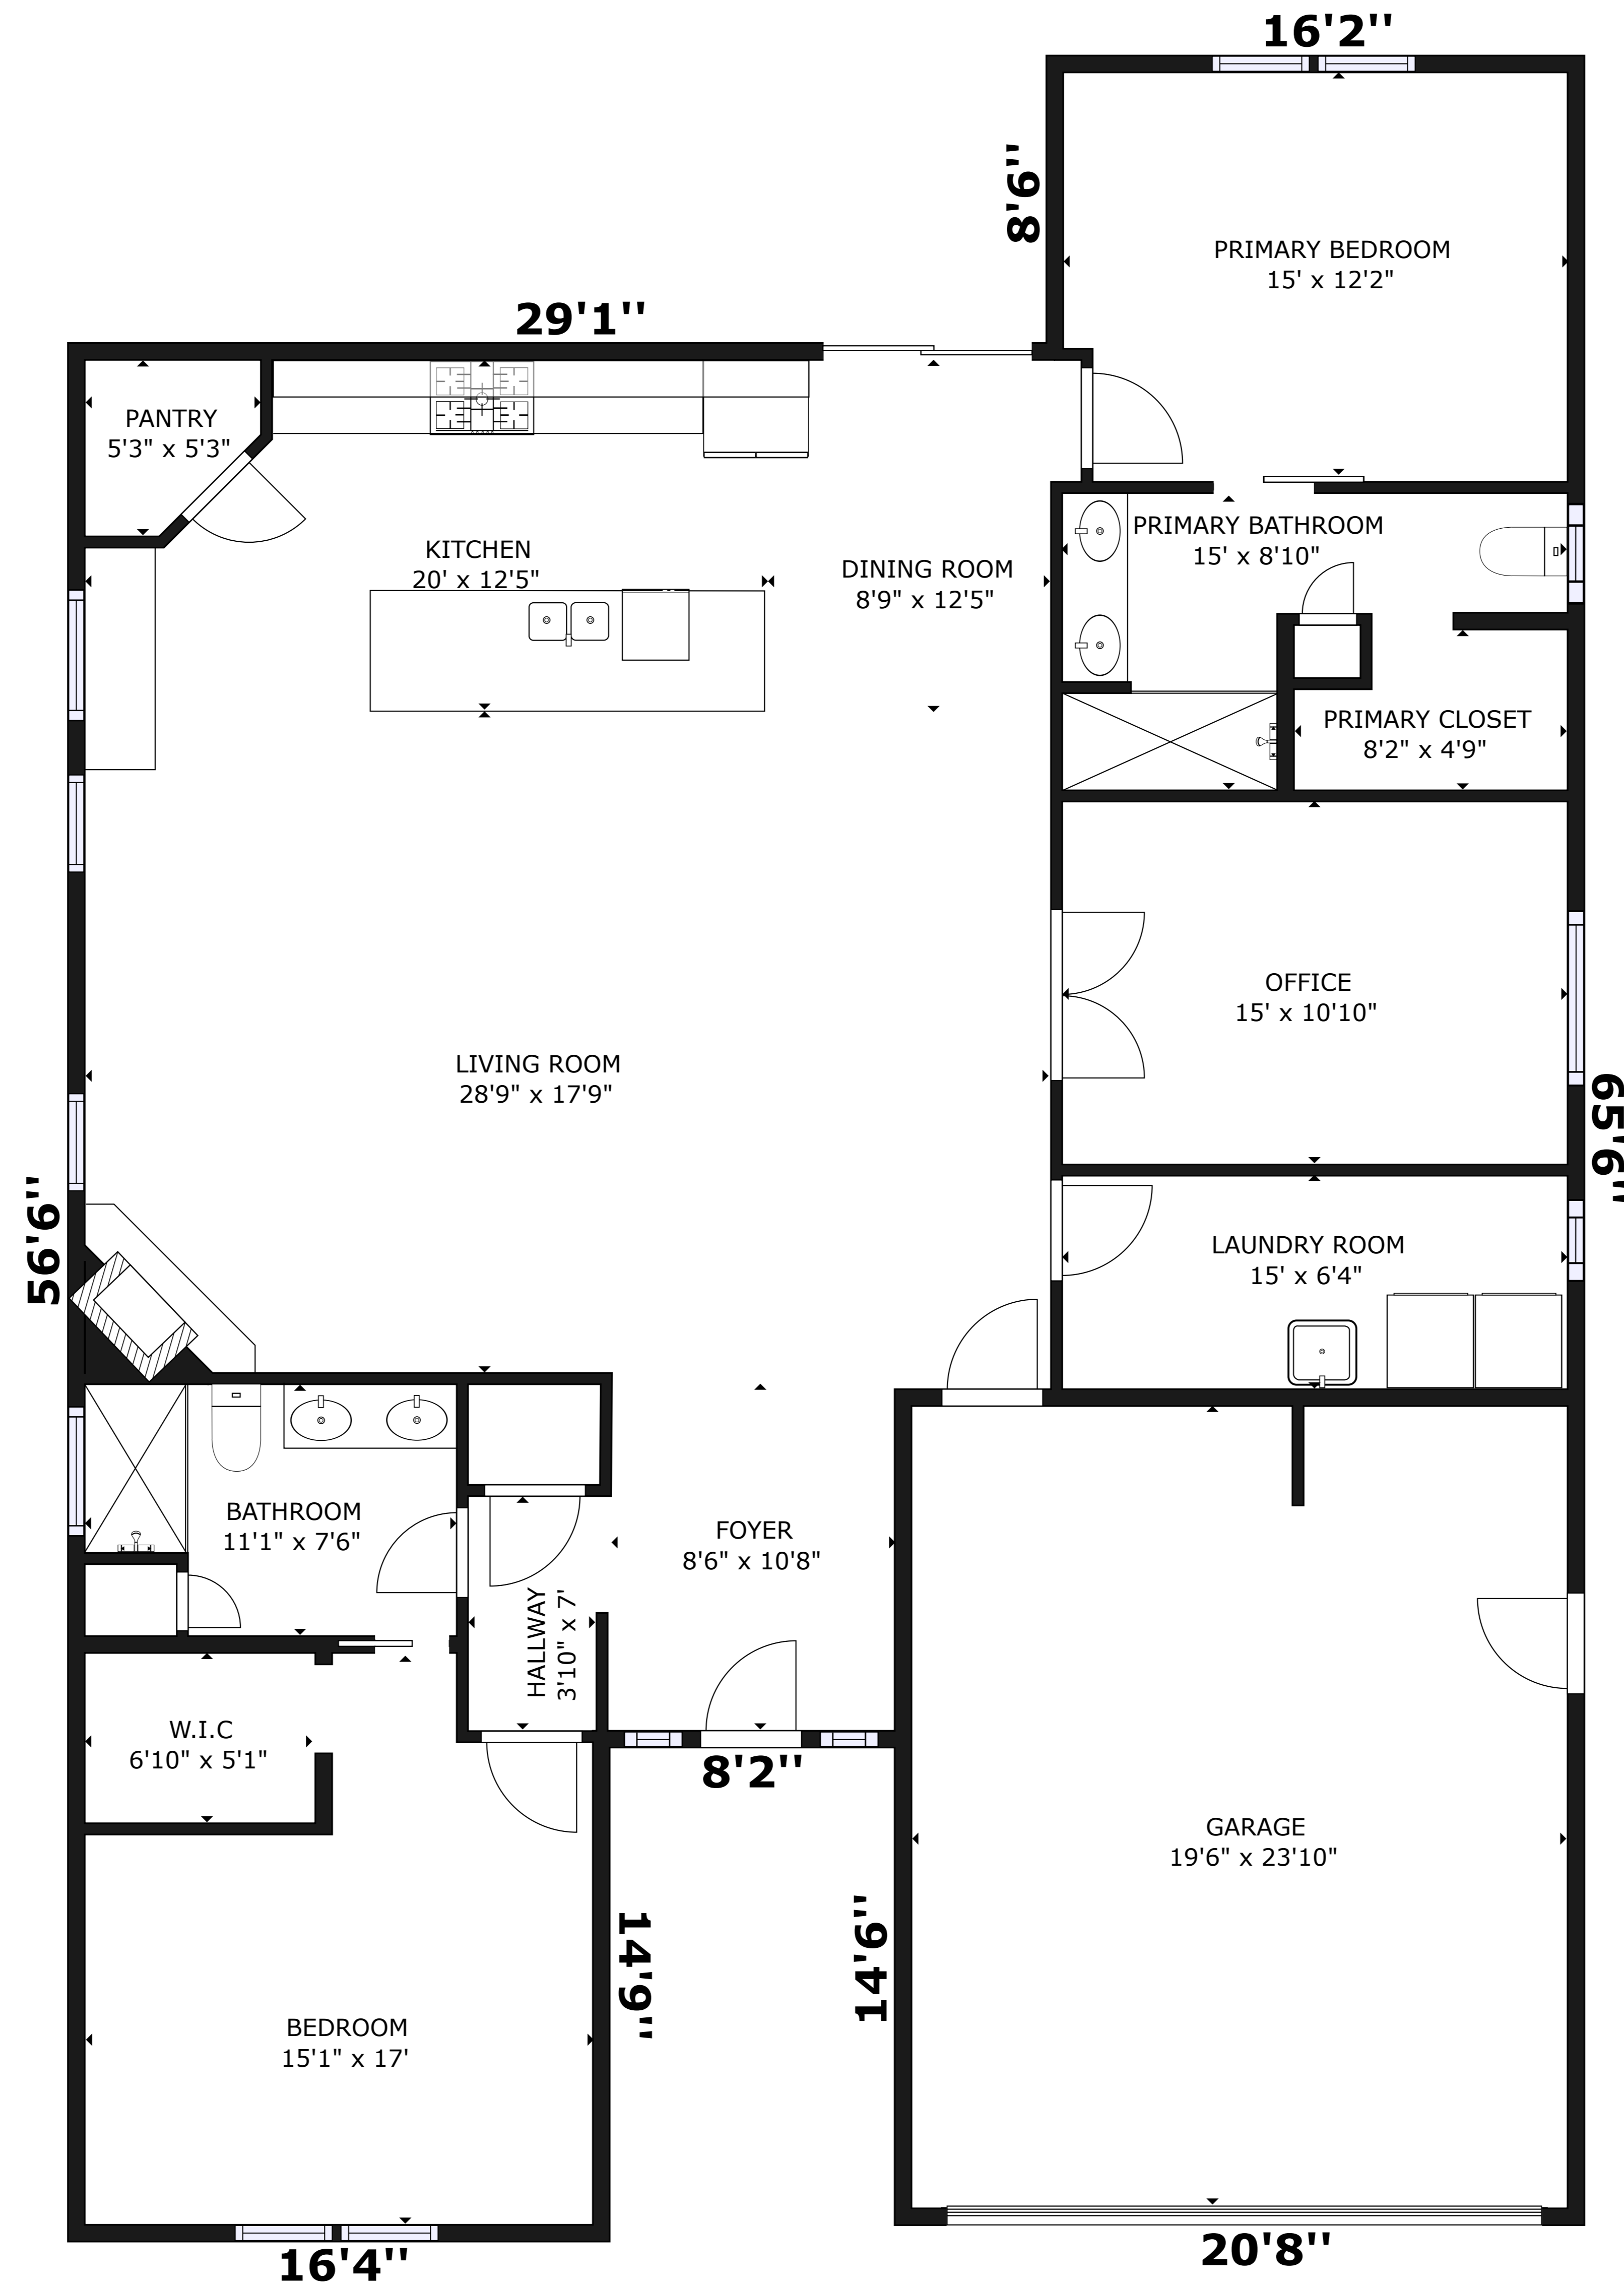 16'2''
8'6''
PRIMARY BEDROOM
15' x 12'2"
29'1''
PANTRY
5'3" x 5'3"
KITCHEN
20' x 12'5"
DINING ROOM
8'9" x 12'5"
PRIMARY BATHROOM
15' x 8'10"
PRIMARY CLOSET
8'2" x 4'9"
OFFICE
15' x 10'10"
LIVING ROOM
28'9" x 17'9"
65'6''
56'6''
LAUNDRY ROOM
15' x 6'4"
BATHROOM
11'1" x 7'6"
FOYER
8'6" x 10'8"
HALLWAY
3'10" x 7'
W.I.C
6'10" x 5'1"
8'2''
GARAGE
19'6" x 23'10"
14'9''
14'6''
BEDROOM
15'1" x 17'
16'4''
20'8''